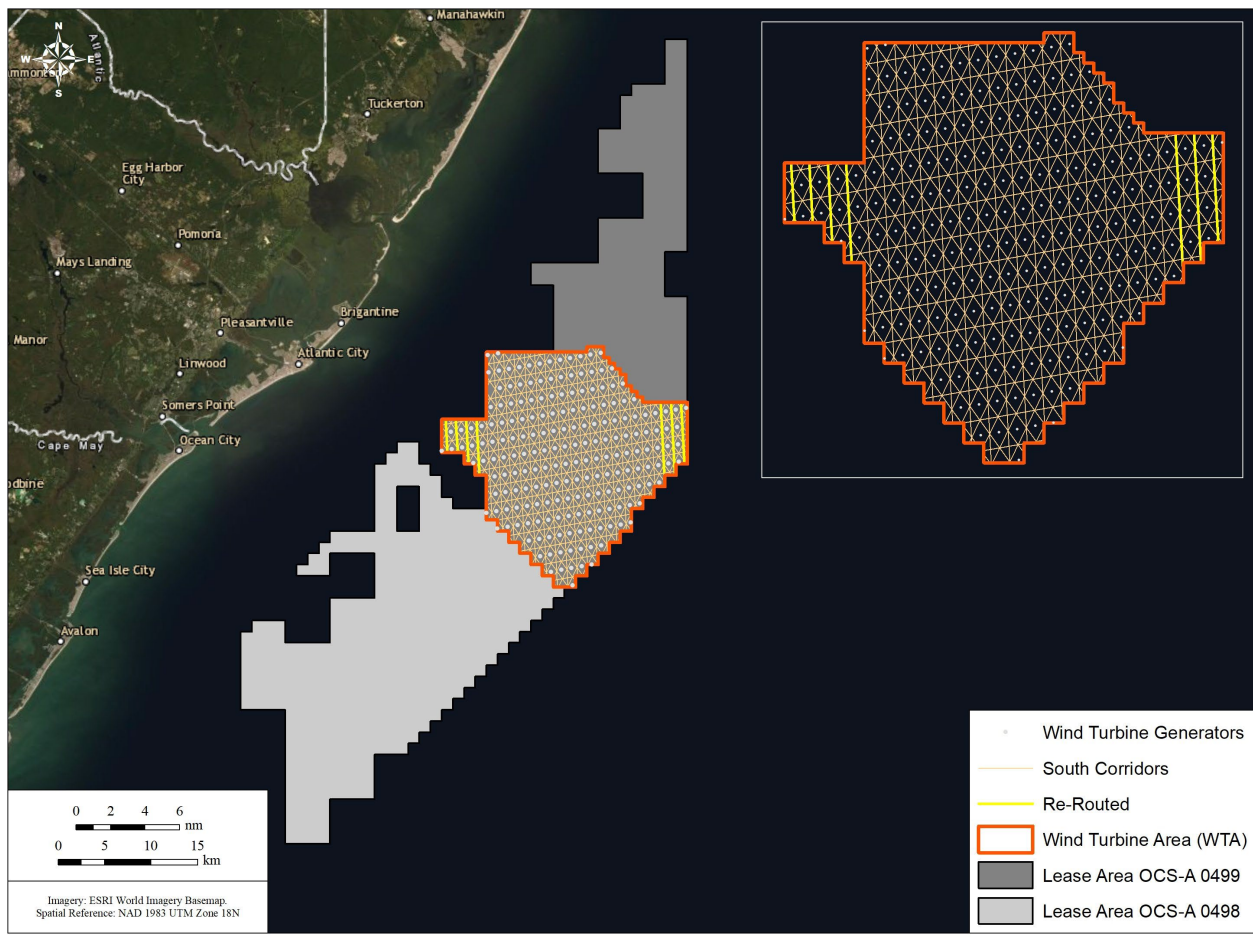 Manahawkin
N
W E
S
Atlantic
Tuckerton
Egg Harbor
City
Pomona
Mays Landing
Brigantine
Pleasantville
Manor
Atlantic City
Linwood
Somers Point
Ocean City
Cape May
Sea Isle City
Avalon
Wind Turbine Generators
South Corridors
Re-Routed
Wind Turbine Area (WTA)
Lease Area OCS-A 0499
Lease Area OCS-A 0498
0 2 4 6
nm
0 5 10 15
km
Imagery: ESRI World Imagery Basemap.
Spatial Reference: NAD 1983 UTM Zone 18N